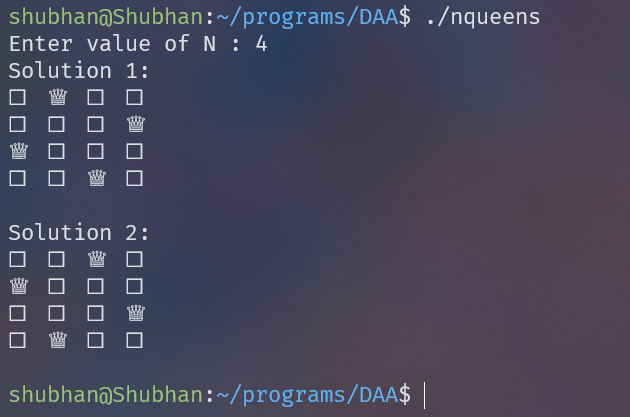 shubhan@Shubhan:~/programs/DAA$ ./nqueens
Enter value of N : 4
Solution 1:
□ ♕ □ □
□ □ □ ♕
♕ □ □ □
□ □ ♕ □

Solution 2:
□ □ ♕ □
♕ □ □ □
□ □ □ ♕
□ ♕ □ □

shubhan@Shubhan:~/programs/DAA$